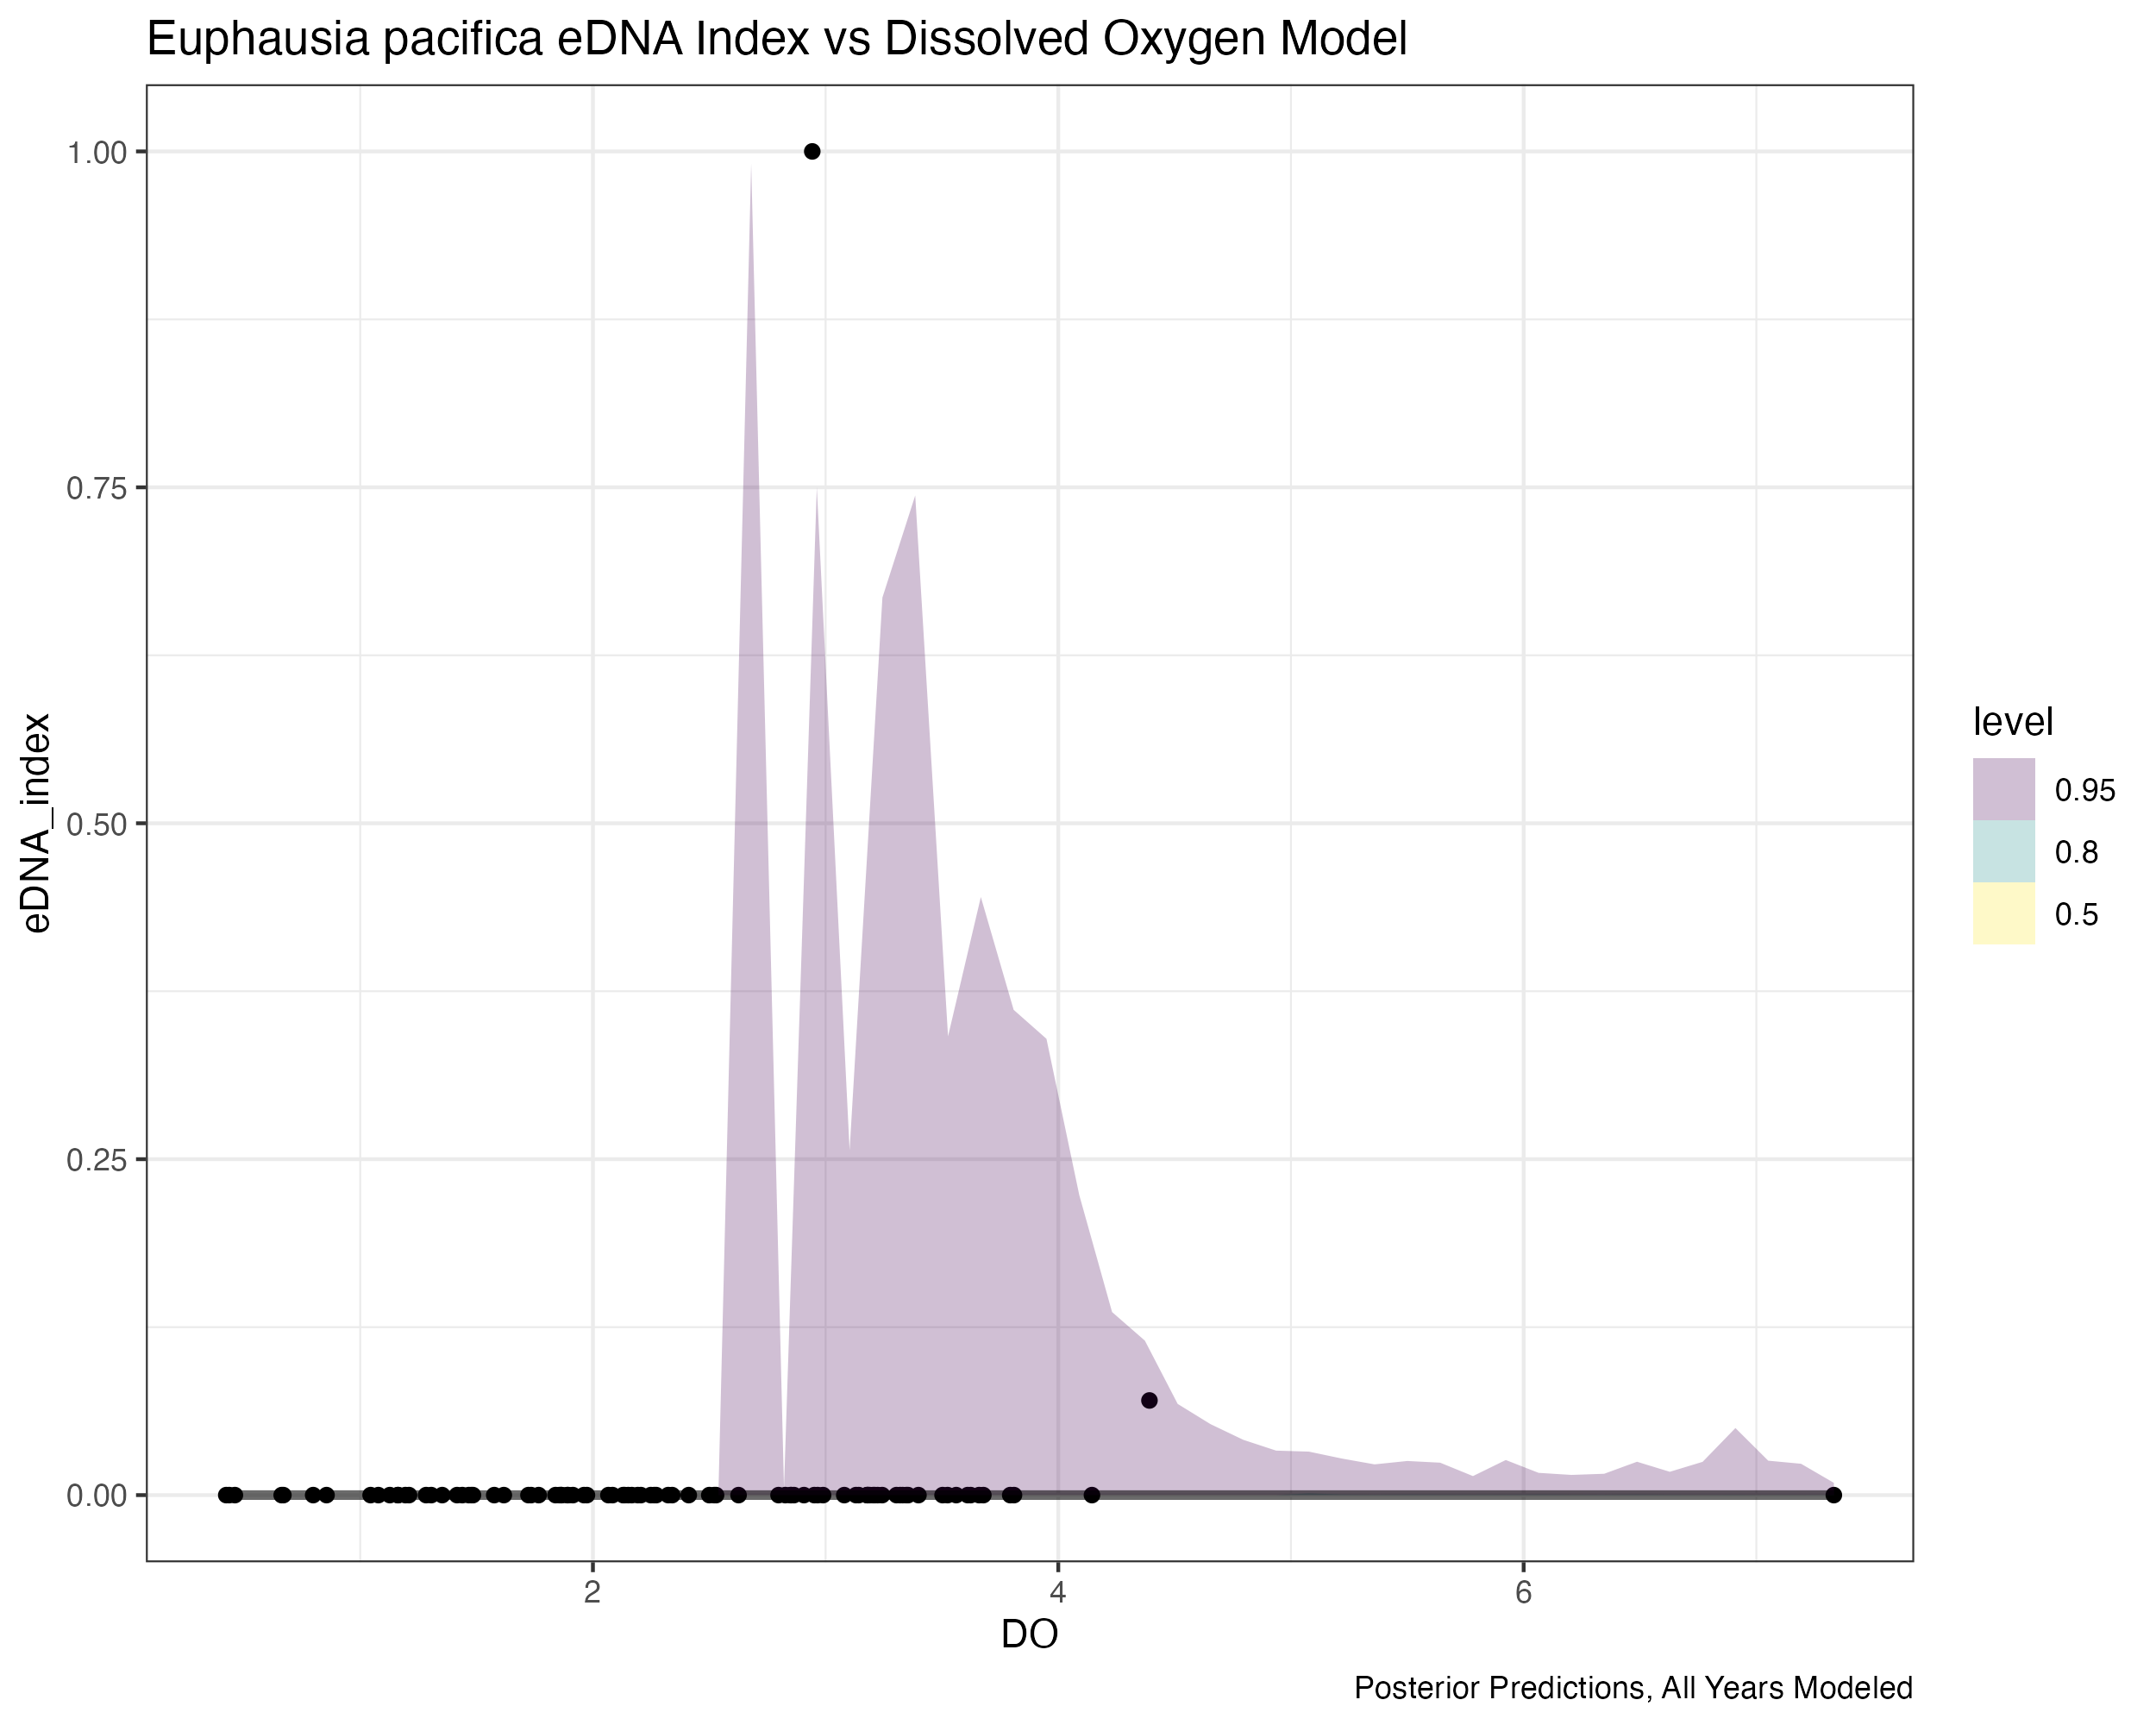 Euphausia pacifica eDNA Index vs Dissolved Oxygen Model
1.00
0.75
0.50
0.25
0.00
eDNA_index
2 4 6
DO
level
0.95
0.8
0.5
Posterior Predictions, All Years Modeled